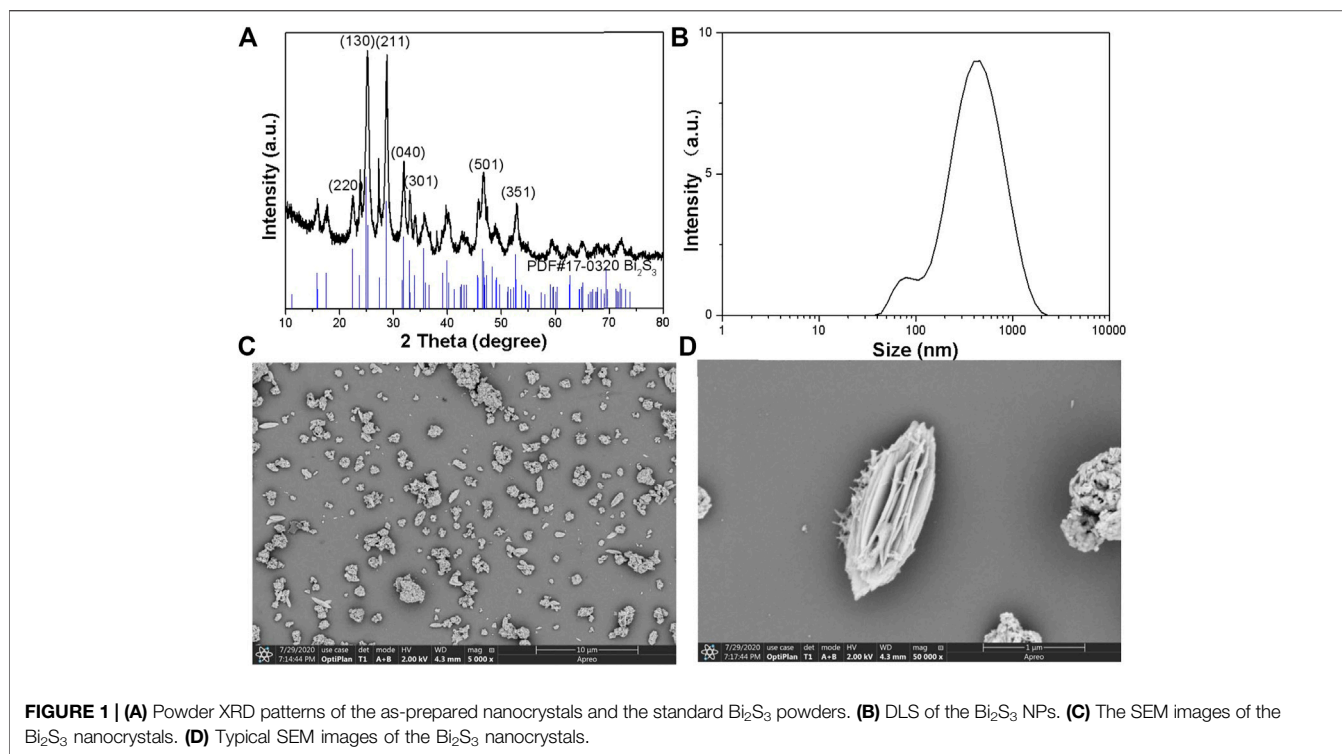 A
(130)(211)
(040)
(220)
(301)
(501)
(351)
Intensity (a.u.)
PDF#17-0320 Bi₂S₃
10 20 30 40 50 60 70 80
2 Theta (degree)
B
10
5
0
Intensity (a.u.)
1 10 100 1000 10000
Size (nm)
C
7/29/2020 use case det mode HV WD mag 10 µm
7:14:44 PM OptiPlan T1 A+B 2.00 kV 4.3 mm 5 000 x Apreo
D
7/29/2020 use case det mode HV WD mag 1 µm
7:17:44 PM OptiPlan T1 A+B 2.00 kV 4.3 mm 50 000 x Apreo
FIGURE 1 | (A) Powder XRD patterns of the as-prepared nanocrystals and the standard Bi₂S₃ powders. (B) DLS of the Bi₂S₃ NPs. (C) The SEM images of the
Bi₂S₃ nanocrystals. (D) Typical SEM images of the Bi₂S₃ nanocrystals.